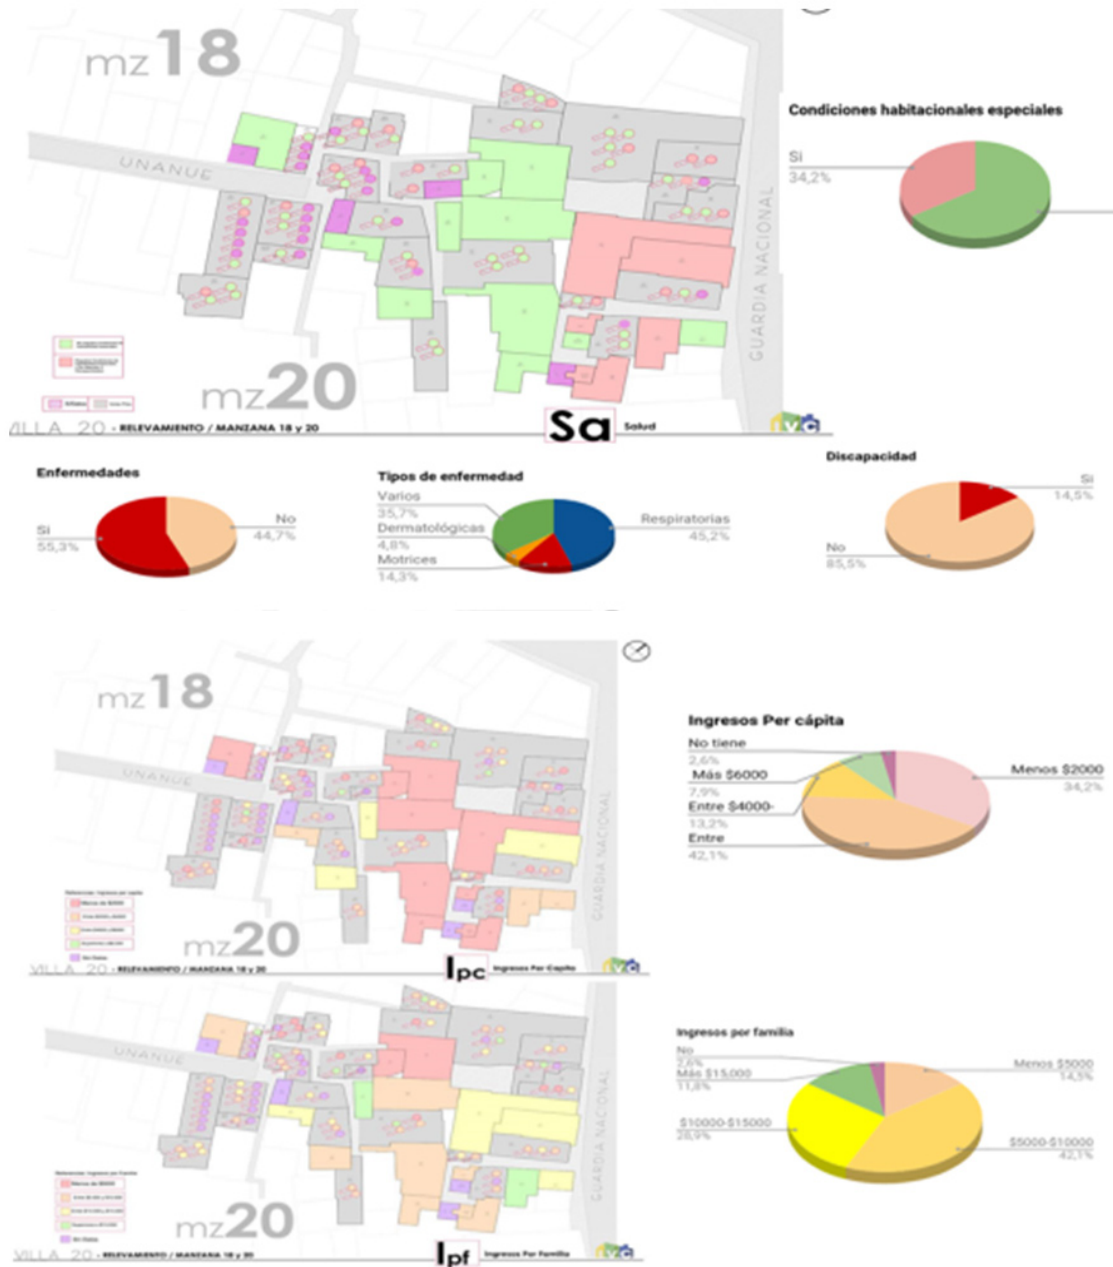 mz18
Condiciones habitacionales especiales
Si
34,2%
UNANUE
GUARDIA NACIONAL
mz20
VILLA 20 - RELEVAMIENTO / MANZANA 18 y 20
Sa Salud
ivc
Enfermedades
Si
55,3%
No
44,7%
Tipos de enfermedad
Varios
35,7%
Dermatológicas
4,8%
Motrices
14,3%
Respiratorias
45,2%
Discapacidad
Si
14,5%
No
85,5%
mz18
UNANUE
GUARDIA NACIONAL
Ingresos Per cápita
No tiene
2,6%
Más $6000
7,9%
Entre $4000-
13,2%
Entre
42,1%
Menos $2000
34,2%
mz20
VILLA 20 - RELEVAMIENTO / MANZANA 18 y 20
Ipc Ingresos Per Capita
ivc
UNANUE
GUARDIA NACIONAL
Ingresos por familia
No
2,6%
Más $15,000
11,8%
$10000-$15000
28,9%
Menos $5000
14,5%
$5000-$10000
42,1%
mz20
VILLA 20 - RELEVAMIENTO / MANZANA 18 y 20
Ipf Ingresos Por Familia
ivc